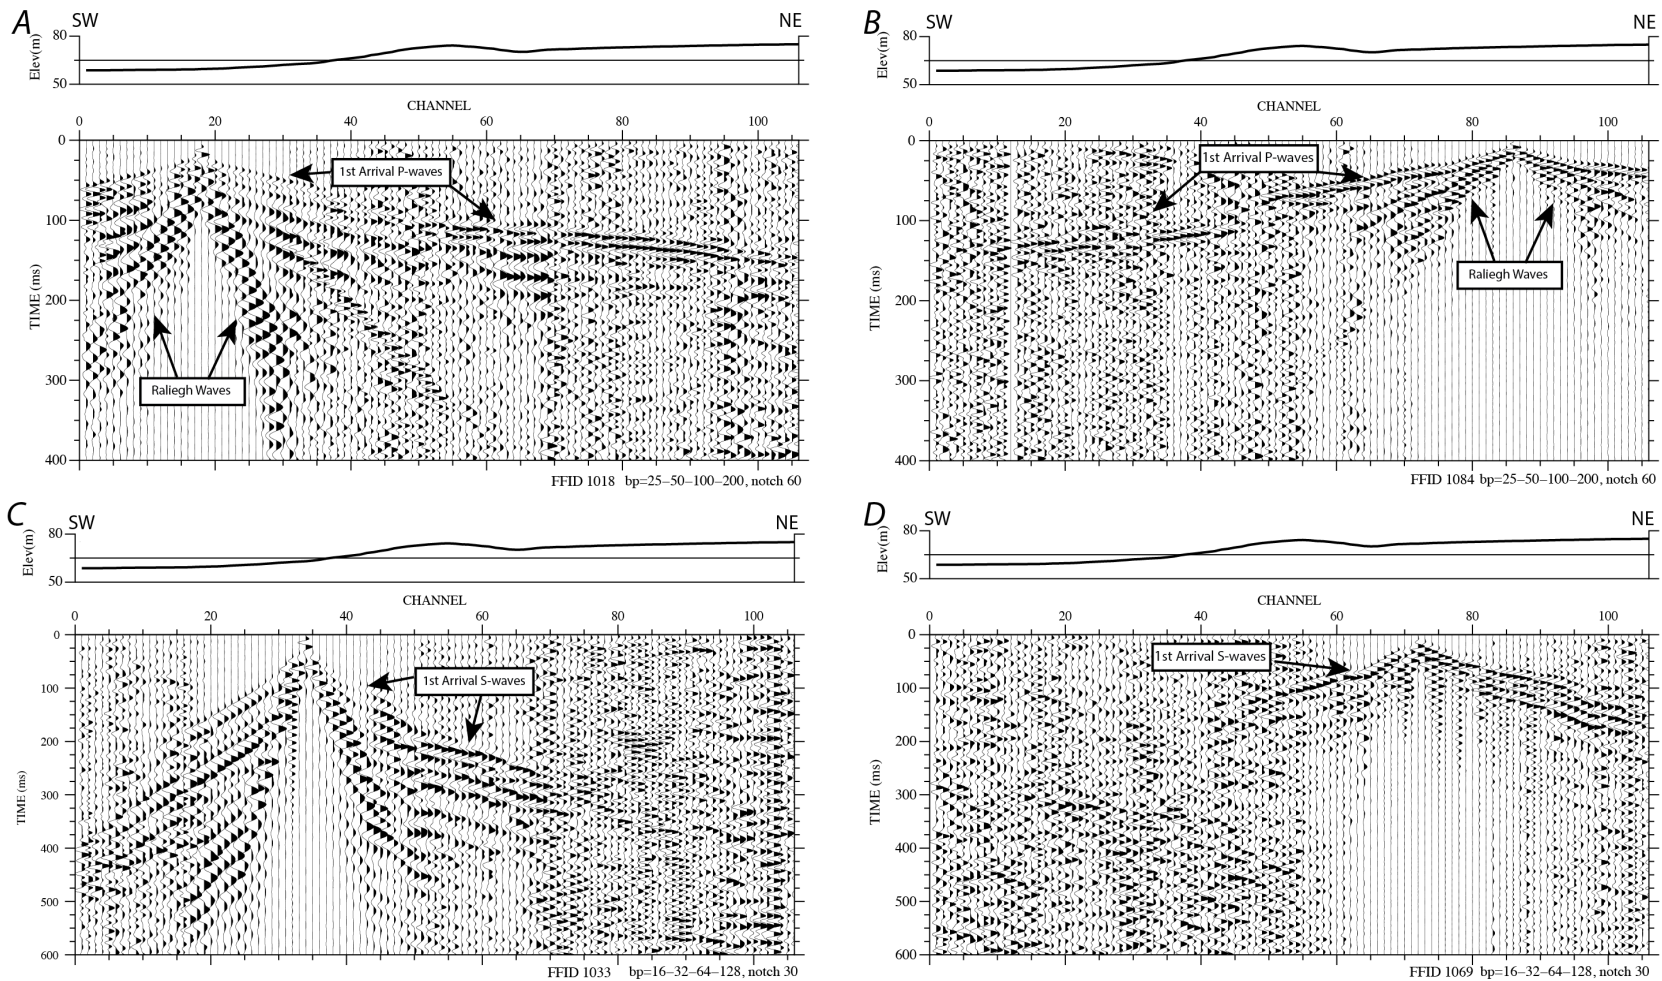 A
SW
NE
80
Elev(m)
50
CHANNEL
0 20 40 60 80 100
0
100
200
300
400
TIME (ms)
1st Arrival P-waves
Raliegh Waves
FFID 1018 bp=25–50–100–200, notch 60
B
SW
NE
80
Elev(m)
50
CHANNEL
0 20 40 60 80 100
0
100
200
300
400
TIME (ms)
1st Arrival P-waves
Raliegh Waves
FFID 1084 bp=25–50–100–200, notch 60
C
SW
NE
80
Elev(m)
50
CHANNEL
0 20 40 60 80 100
0
100
200
300
400
500
600
TIME (ms)
1st Arrival S-waves
FFID 1033 bp=16–32–64–128, notch 30
D
SW
NE
80
Elev(m)
50
CHANNEL
0 20 40 60 80 100
0
100
200
300
400
500
600
TIME (ms)
1st Arrival S-waves
FFID 1069 bp=16–32–64–128, notch 30